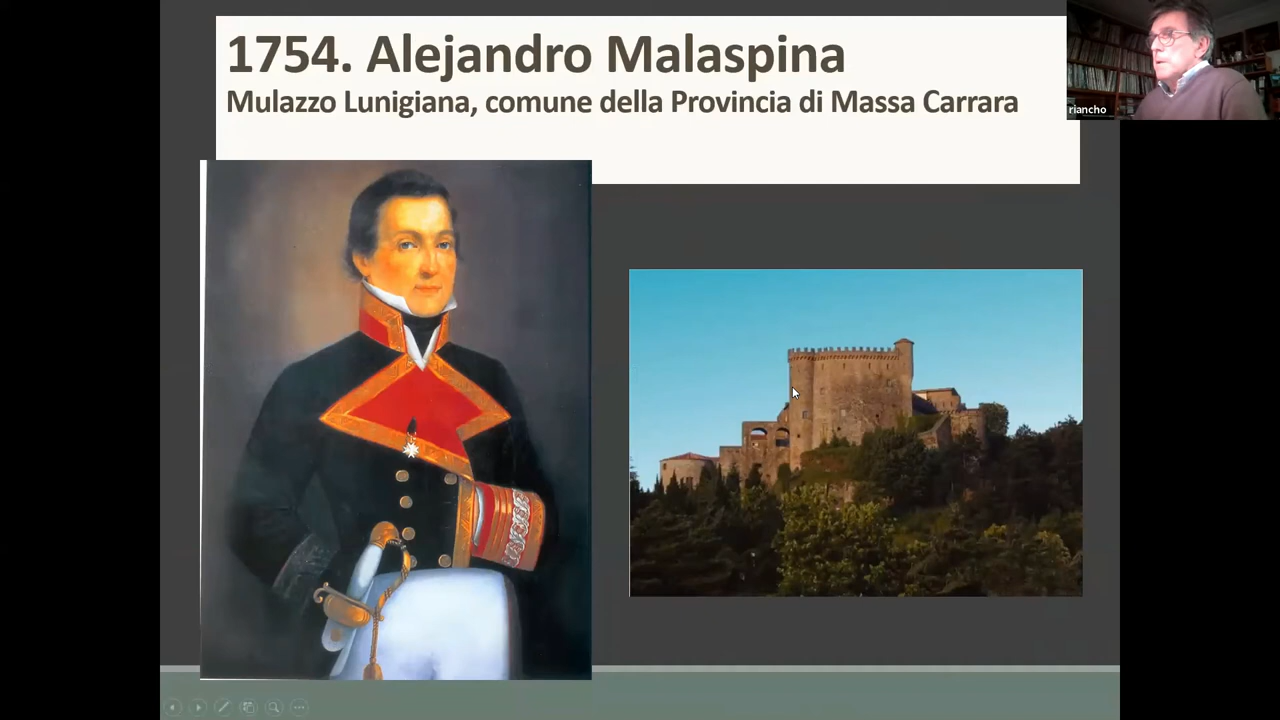 1754. Alejandro Malaspina
Mulazzo Lunigiana, comune della Provincia di Massa Carrara
riancho